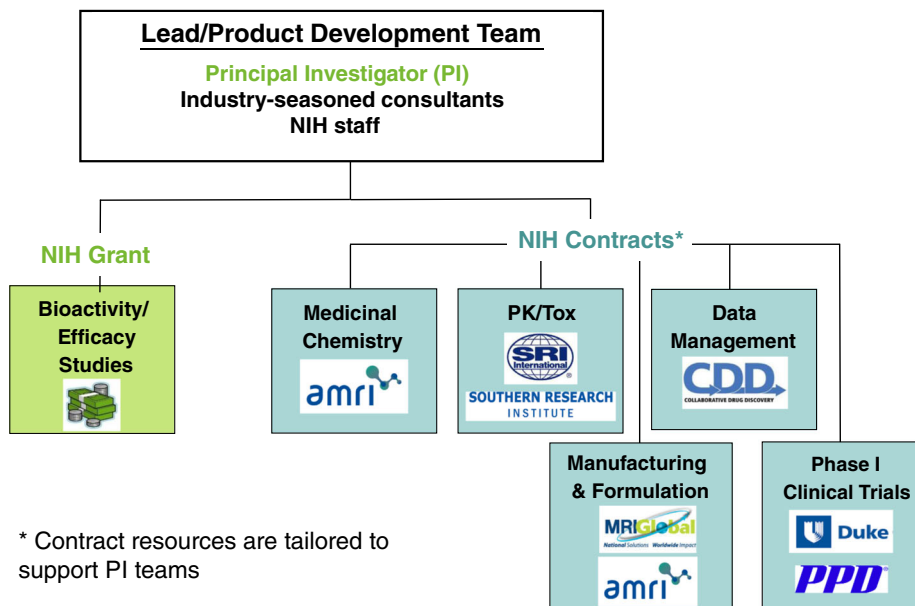 Lead/Product Development Team
Principal Investigator (PI)
Industry-seasoned consultants
NIH staff
NIH Grant
NIH Contracts*
Bioactivity/
Efficacy
Studies
Medicinal
Chemistry
amri
PK/Tox
SRI
International
®
SOUTHERN RESEARCH
INSTITUTE
Data
Management
CDD
COLLABORATIVE DRUG DISCOVERY
Manufacturing
& Formulation
MRIGlobal
National Solutions Worldwide Impact
amri
Phase I
Clinical Trials
Duke
PPD®
* Contract resources are tailored to
support PI teams